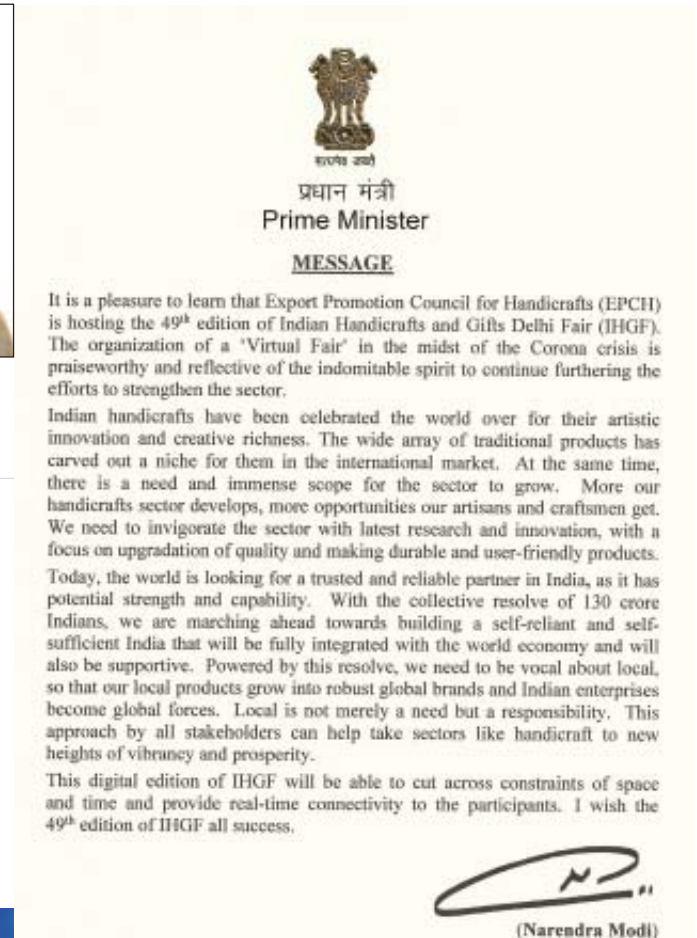 सत्यमेव जयते
प्रधान मंत्री
Prime Minister
MESSAGE
It is a pleasure to learn that Export Promotion Council for Handicrafts (EPCH)
is hosting the 49th edition of Indian Handicrafts and Gifts Delhi Fair (IHGF).
The organization of a 'Virtual Fair' in the midst of the Corona crisis is
praiseworthy and reflective of the indomitable spirit to continue furthering the
efforts to strengthen the sector.
Indian handicrafts have been celebrated the world over for their artistic
innovation and creative richness. The wide array of traditional products has
carved out a niche for them in the international market. At the same time,
there is a need and immense scope for the sector to grow. More our
handicrafts sector develops, more opportunities our artisans and craftsmen get.
We need to invigorate the sector with latest research and innovation, with a
focus on upgradation of quality and making durable and user-friendly products.
Today, the world is looking for a trusted and reliable partner in India, as it has
potential strength and capability. With the collective resolve of 130 crore
Indians, we are marching ahead towards building a self-reliant and self-
sufficient India that will be fully integrated with the world economy and will
also be supportive. Powered by this resolve, we need to be vocal about local,
so that our local products grow into robust global brands and Indian enterprises
become global forces. Local is not merely a need but a responsibility. This
approach by all stakeholders can help take sectors like handicraft to new
heights of vibrancy and prosperity.
This digital edition of IHGF will be able to cut across constraints of space
and time and provide real-time connectivity to the participants. I wish the
49th edition of IHGF all success.
(Narendra Modi)